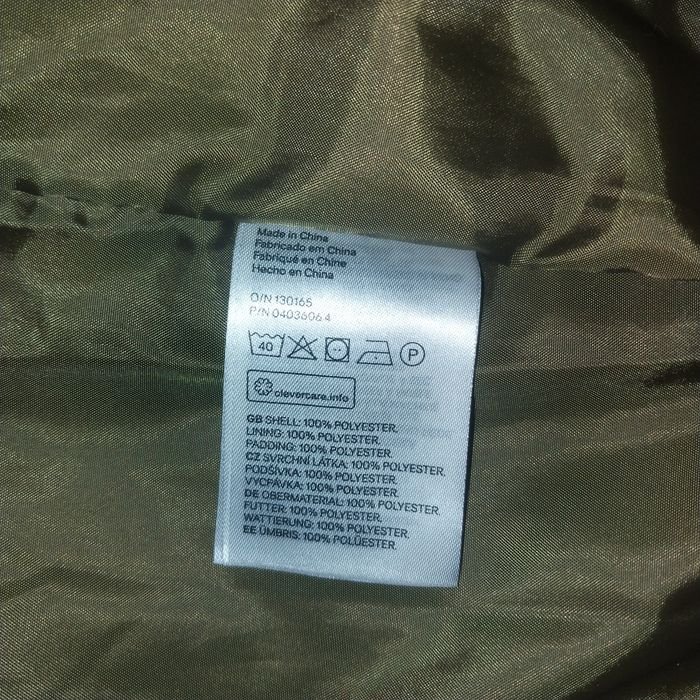 Made in China
Fabricado em China
Fabriqué en Chine
Hecho en China
O/N 130165
P/N 0403606.4
40
P
clevercare.info
GB SHELL: 100% POLYESTER.
LINING: 100% POLYESTER.
PADDING: 100% POLYESTER.
CZ SVRCHNÍ LÁTKA: 100% POLYESTER.
PODŠÍVKA: 100% POLYESTER.
VYCPÁVKA: 100% POLYESTER.
DE OBERMATERIAL: 100% POLYESTER.
FUTTER: 100% POLYESTER.
WATTIERUNG: 100% POLYESTER.
EE ÜMBRIS: 100% POLÜESTER.